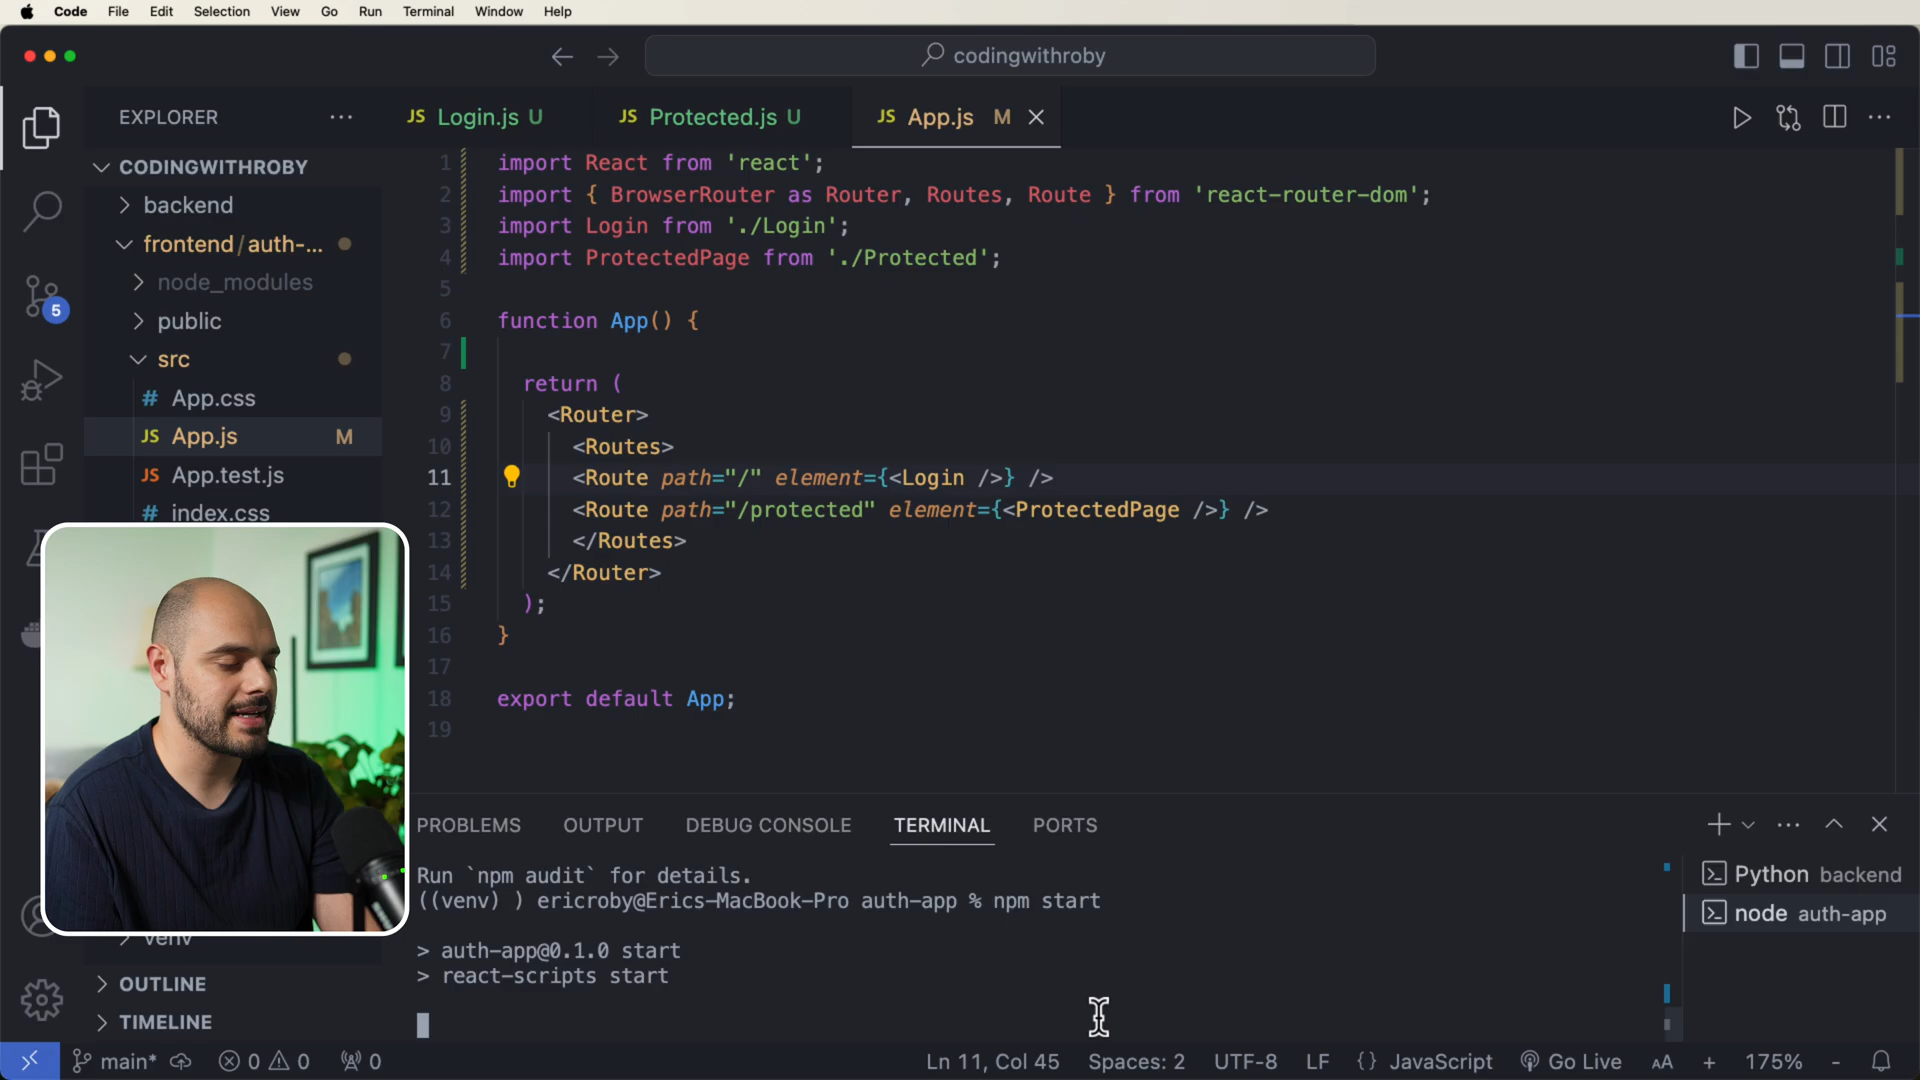 Code File Edit Selection View Go Run Terminal Window Help
codingwithroby
EXPLORER ···
JS Login.js U JS Protected.js U JS App.js M
CODINGWITHROBY
backend
frontend/auth-...
node_modules
public
src
# App.css
JS App.js M
JS App.test.js
# index.css
venv
OUTLINE
TIMELINE
5
1 import React from 'react';
2 import { BrowserRouter as Router, Routes, Route } from 'react-router-dom';
3 import Login from './Login';
4 import ProtectedPage from './Protected';
5
6 function App() {
7
8 return (
9 <Router>
10 <Routes>
11 <Route path="/" element={<Login />} />
12 <Route path="/protected" element={<ProtectedPage />} />
13 </Routes>
14 </Router>
15 );
16 }
17
18 export default App;
19
PROBLEMS OUTPUT DEBUG CONSOLE TERMINAL PORTS
Run `npm audit` for details.
((venv) ) ericroby@Erics-MacBook-Pro auth-app % npm start
> auth-app@0.1.0 start
> react-scripts start
Python backend
node auth-app
main* 0 0 0 Ln 11, Col 45 Spaces: 2 UTF-8 LF {} JavaScript Go Live AA + 175% -